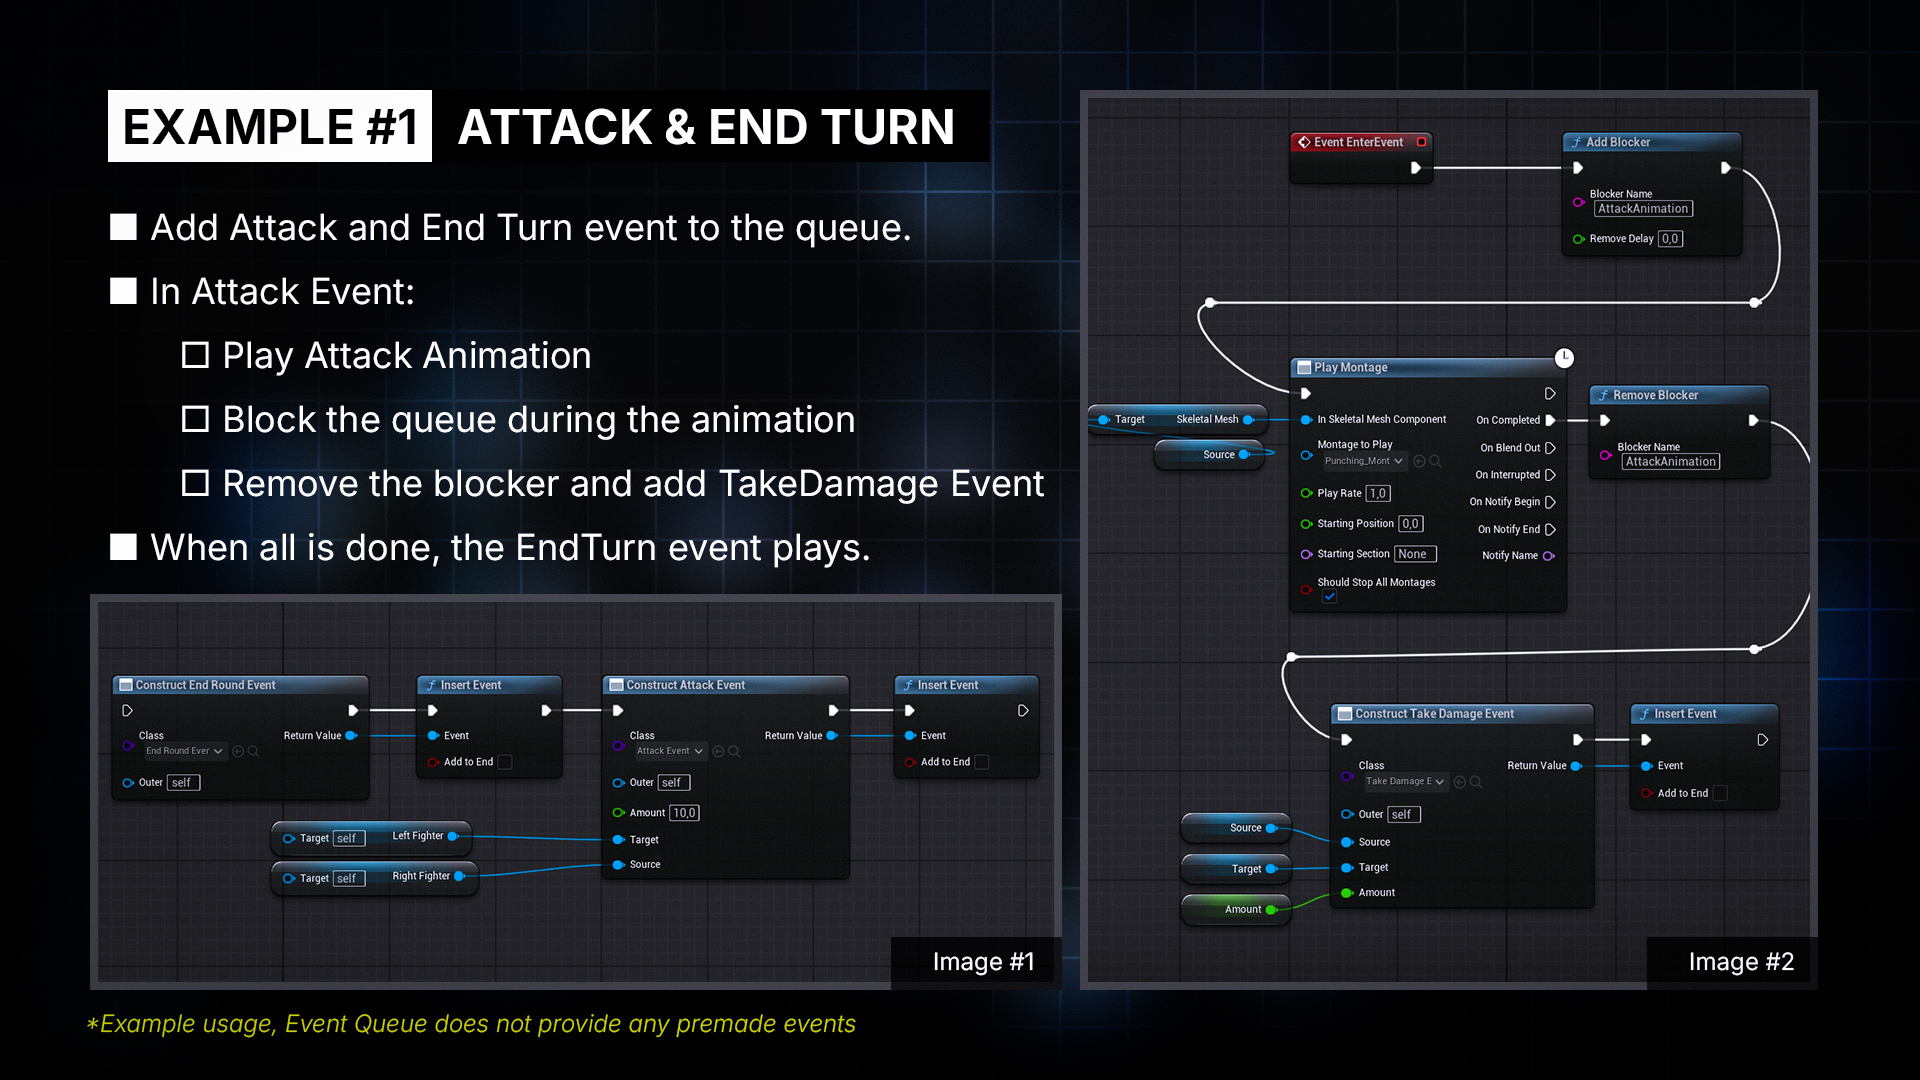 EXAMPLE #1 ATTACK & END TURN
Add Attack and End Turn event to the queue.
In Attack Event:
Play Attack Animation
Block the queue during the animation
Remove the blocker and add TakeDamage Event
When all is done, the EndTurn event plays.
Construct End Round Event
Class
End Round Ever
Return Value
Outer self
Insert Event
Event
Add to End
Construct Attack Event
Class
Attack Event
Return Value
Outer self
Amount 10,0
Target
Source
Insert Event
Event
Add to End
Target self Left Fighter
Target self Right Fighter
Image #1
Event EnterEvent
Add Blocker
Blocker Name
AttackAnimation
Remove Delay 0,0
Target Skeletal Mesh
Source
Play Montage
In Skeletal Mesh Component
Montage to Play
Punching_Mont
Play Rate 1,0
Starting Position 0,0
Starting Section None
Should Stop All Montages
On Completed
On Blend Out
On Interrupted
On Notify Begin
On Notify End
Notify Name
Remove Blocker
Blocker Name
AttackAnimation
Construct Take Damage Event
Class
Take Damage E
Return Value
Outer self
Source
Target
Amount
Insert Event
Event
Add to End
Source
Target
Amount
Image #2
*Example usage, Event Queue does not provide any premade events